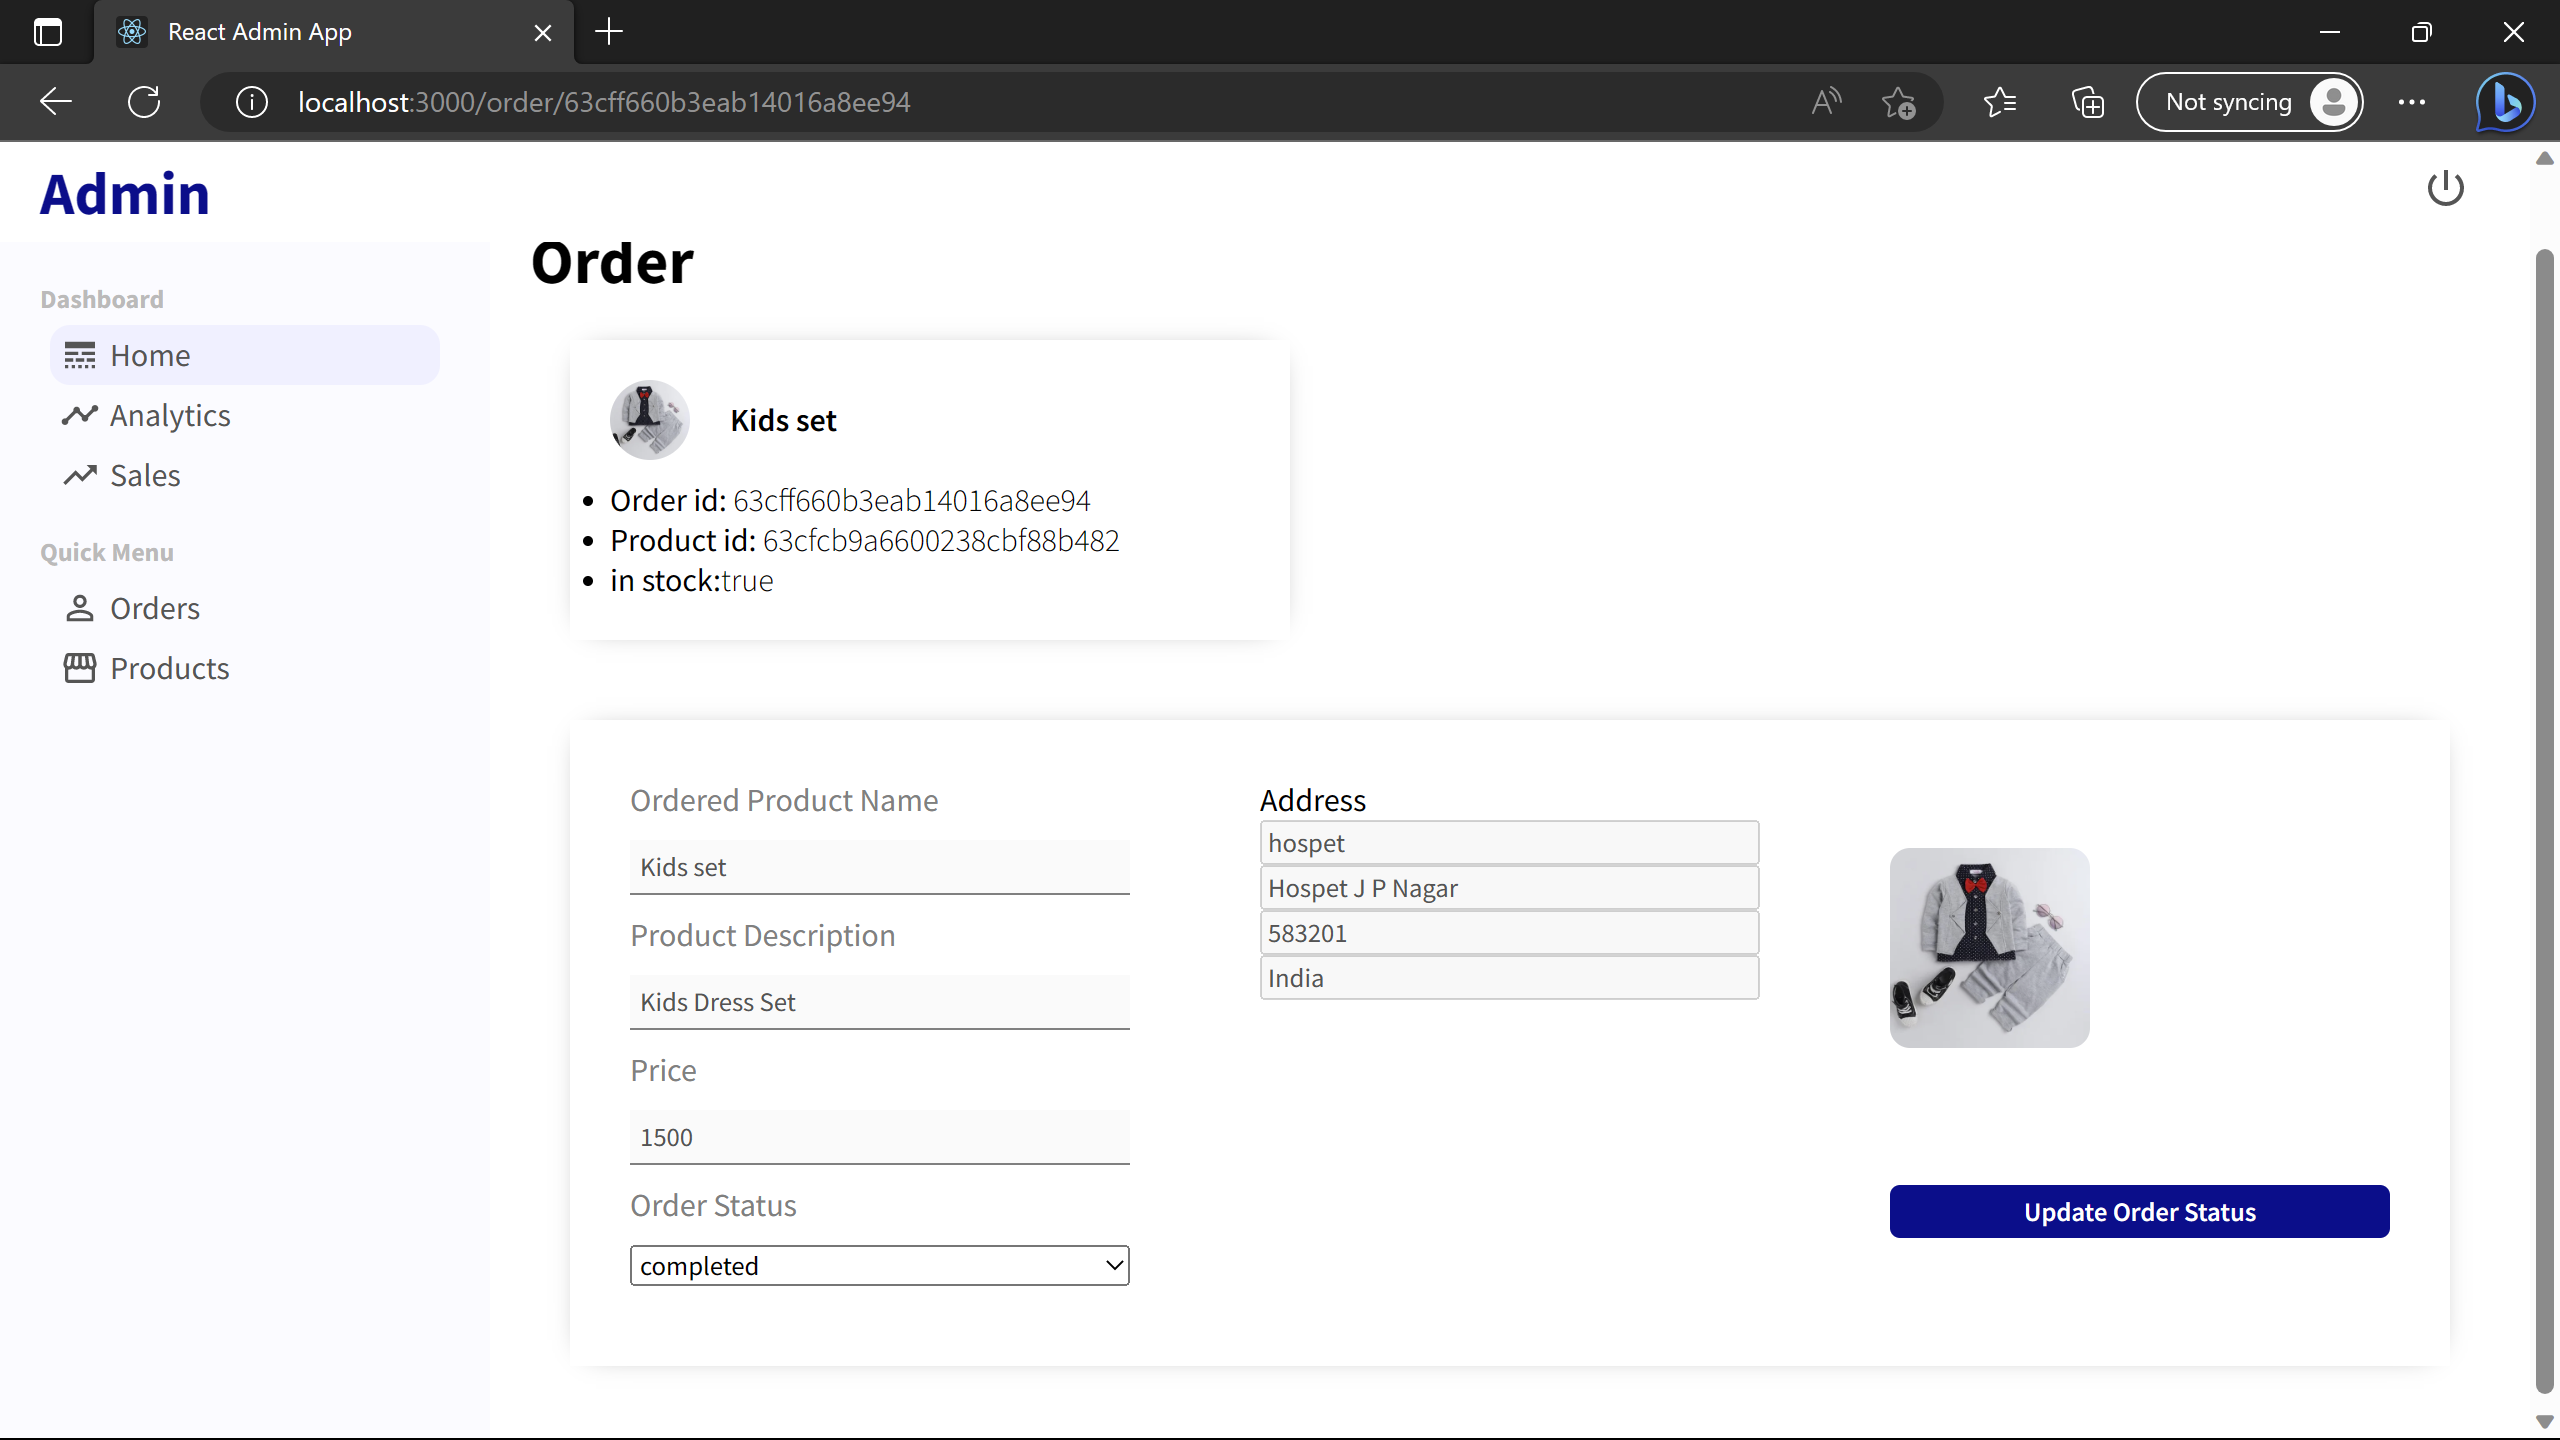 React Admin App
localhost:3000/order/63cff660b3eab14016a8ee94
Not syncing
Admin
Dashboard
Home
Analytics
Sales
Quick Menu
Orders
Products
Order
Kids set
Order id: 63cff660b3eab14016a8ee94
Product id: 63cfcb9a6600238cbf88b482
in stock:true
Ordered Product Name
Kids set
Product Description
Kids Dress Set
Price
1500
Order Status
completed
Address
hospet
Hospet J P Nagar
583201
India
Update Order Status